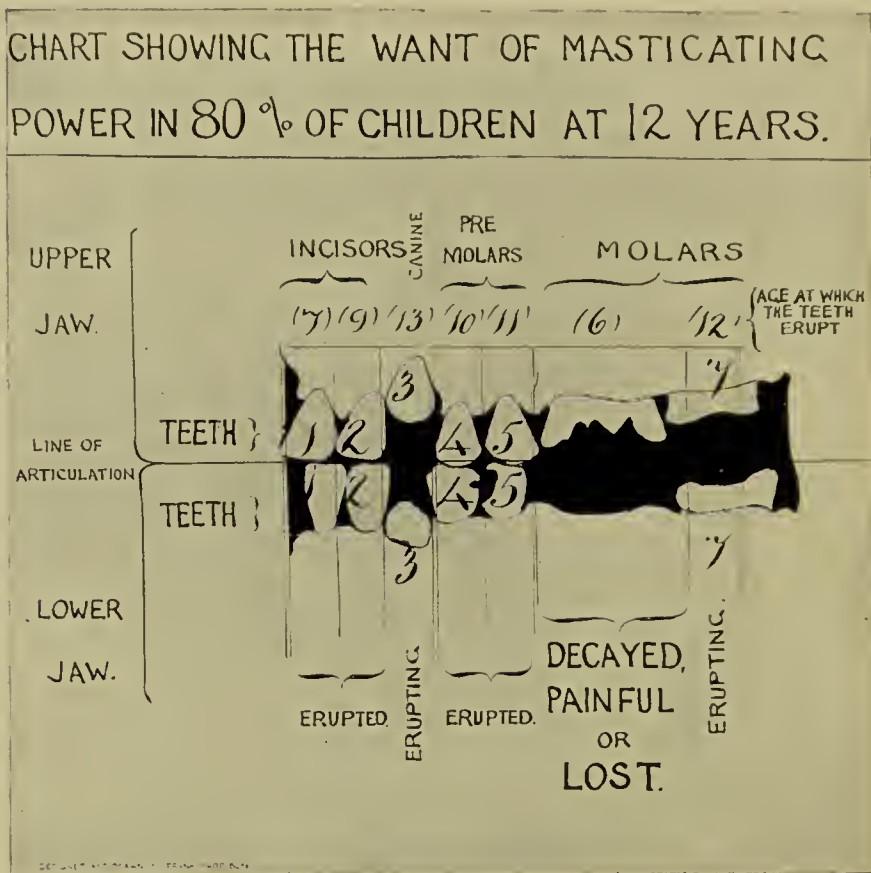 CHART SHOWING THE WANT OF MASTICATING
POWER IN 80 % OF CHILDREN AT 12 YEARS.
UPPER
JAW.
INCISORS
CANINE
PRE
MOLARS
MOLARS
(7) (9) (13) (10) (11) (6) (12)
AGE AT WHICH
THE TEETH
ERUPT
3 7
TEETH } 1 2 4 5
LINE OF
ARTICULATION
TEETH } 1 2 4 5
3 7
LOWER
JAW.
ERUPTED.
ERUPTING.
ERUPTED.
DECAYED,
PAINFUL
OR
LOST.
ERUPTING.